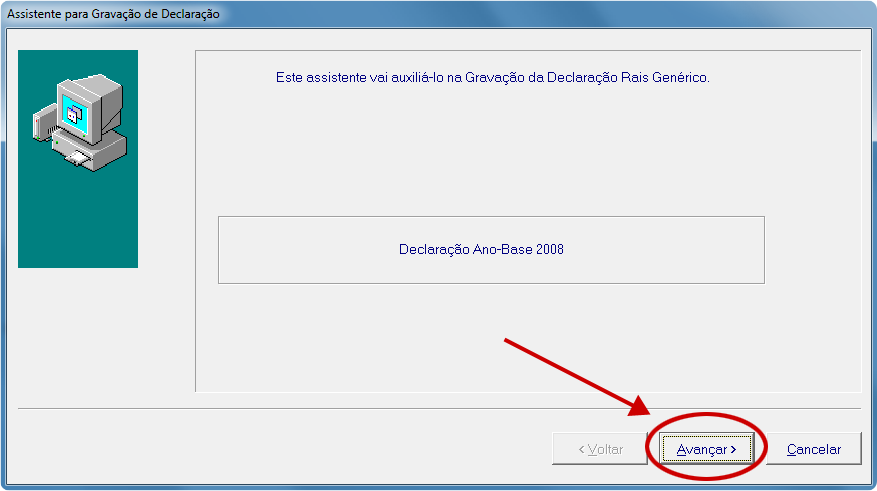 Assistente para Gravação de Declaração
Este assistente vai auxiliá-lo na Gravação da Declaração Rais Genérico.
Declaração Ano-Base 2008
< Voltar
Avançar >
Cancelar